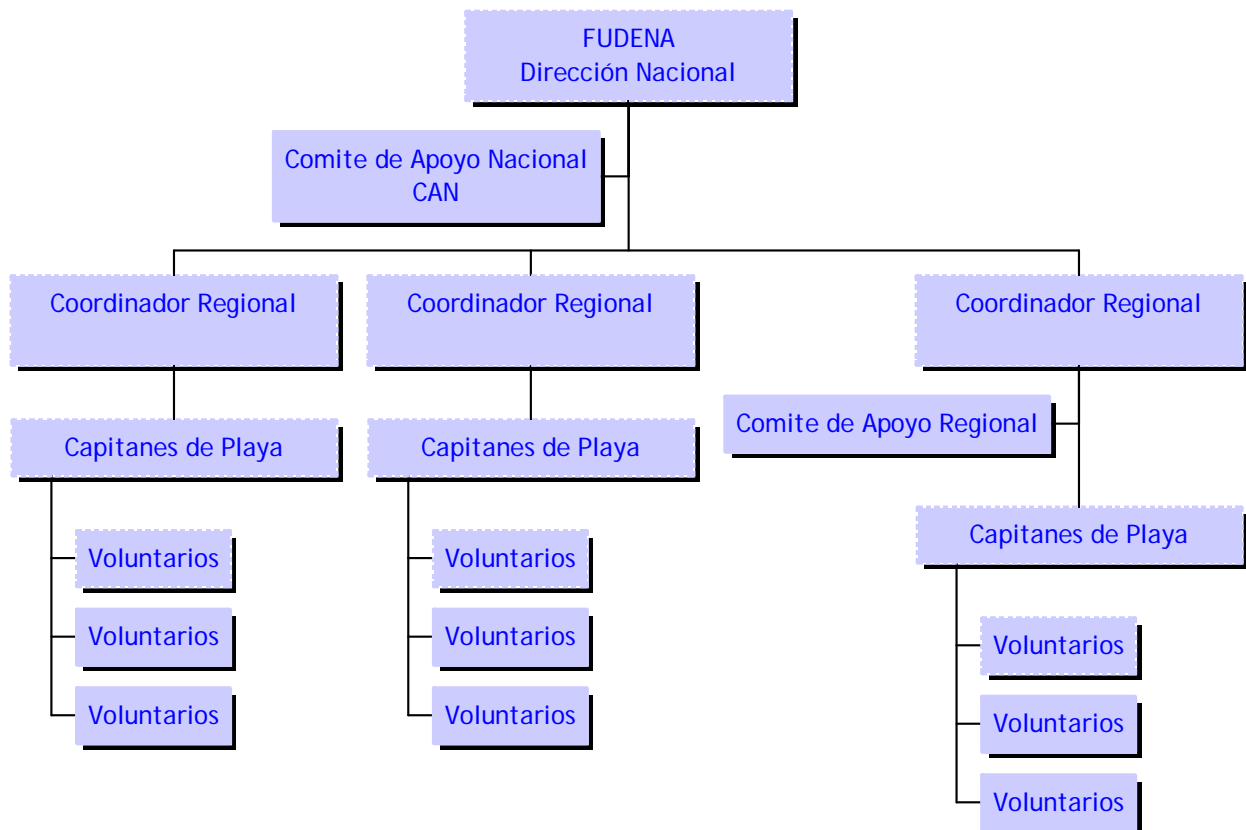 FUDENA
Dirección Nacional
Comite de Apoyo Nacional
CAN
Coordinador Regional
Coordinador Regional
Coordinador Regional
Capitanes de Playa
Capitanes de Playa
Comite de Apoyo Regional
Capitanes de Playa
Voluntarios
Voluntarios
Voluntarios
Voluntarios
Voluntarios
Voluntarios
Voluntarios
Voluntarios
Voluntarios